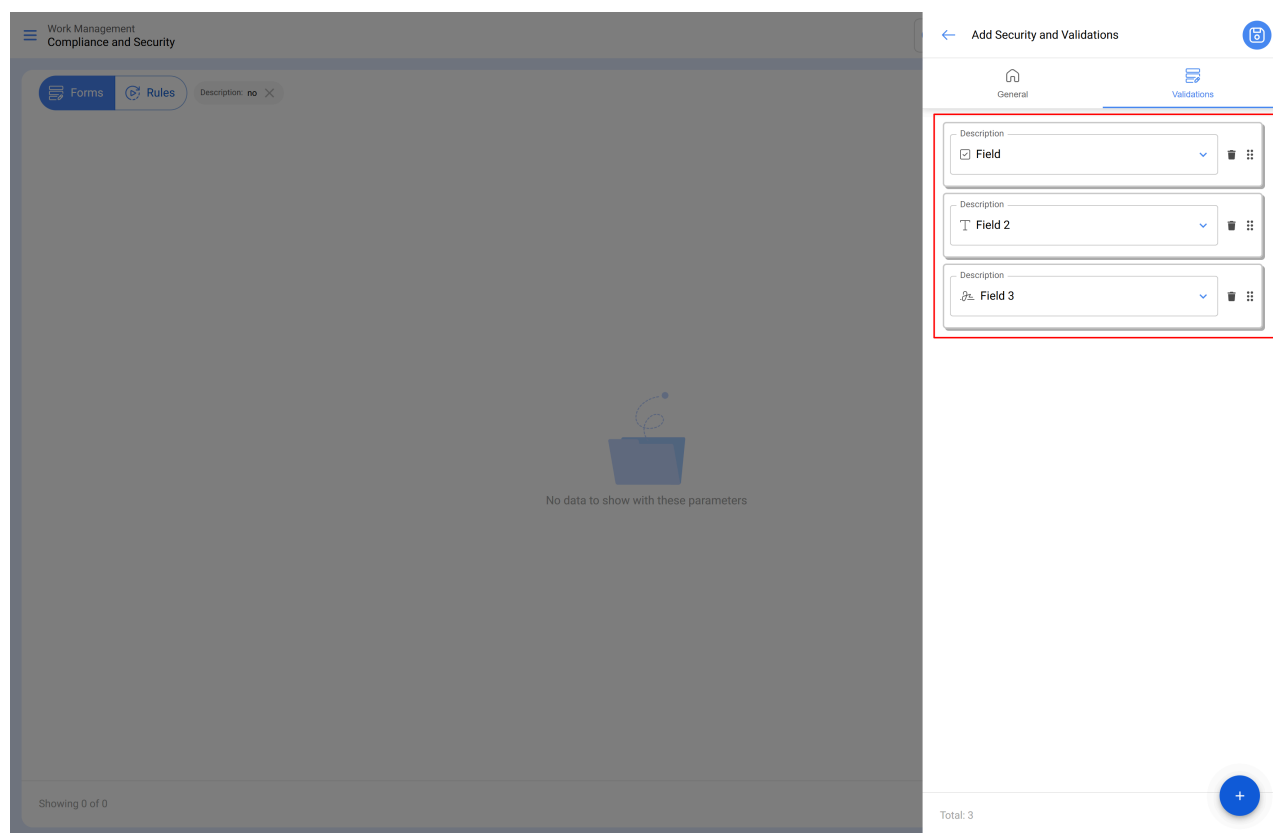 Work Management
Compliance and Security
Forms
Rules
Description: no
No data to show with these parameters
Showing 0 of 0
Add Security and Validations
General
Validations
Description
Field
Description
Field 2
Description
Field 3
Total: 3